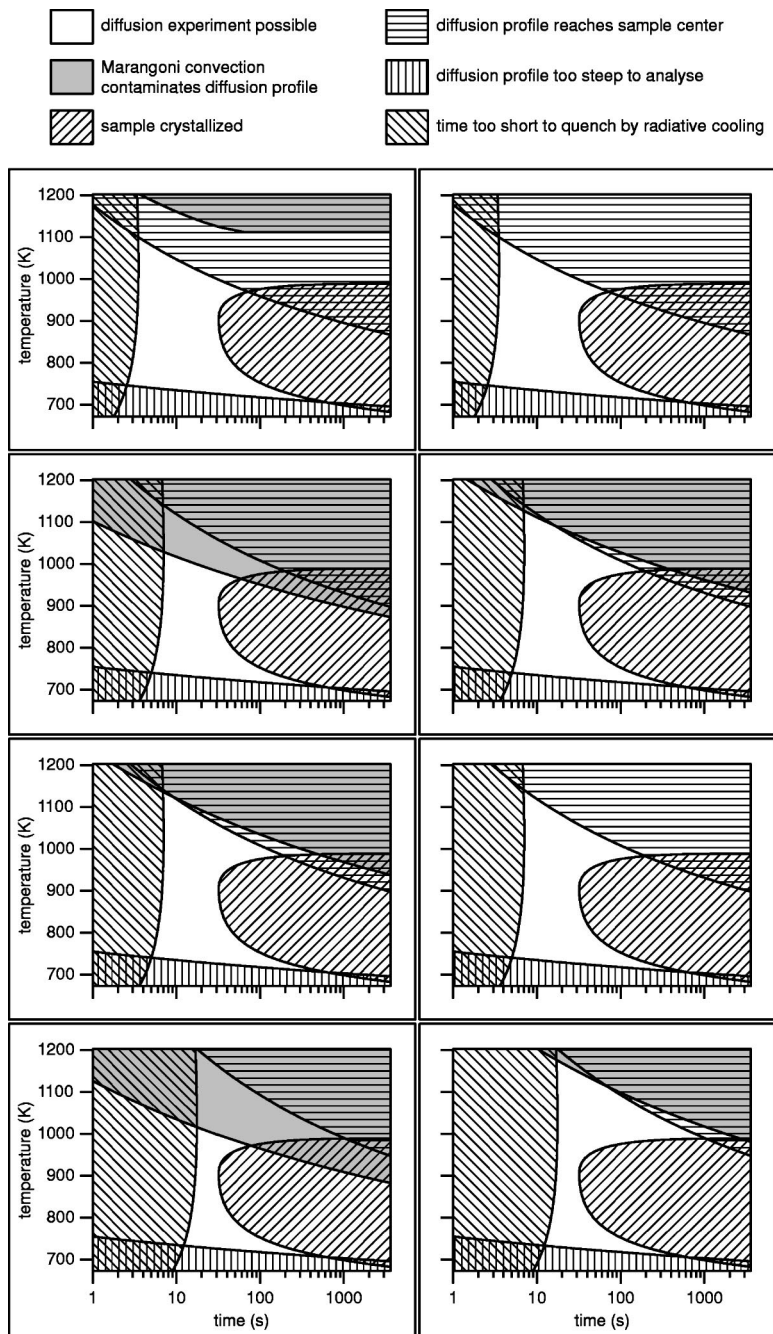 diffusion experiment possible
diffusion profile reaches sample center
Marangoni convection
contaminates diffusion profile
diffusion profile too steep to analyse
sample crystallized
time too short to quench by radiative cooling
temperature (K)
1200
1100
1000
900
800
700
temperature (K)
1200
1100
1000
900
800
700
temperature (K)
1200
1100
1000
900
800
700
temperature (K)
1200
1100
1000
900
800
700
1 10 100 1000
time (s)
1 10 100 1000
time (s)